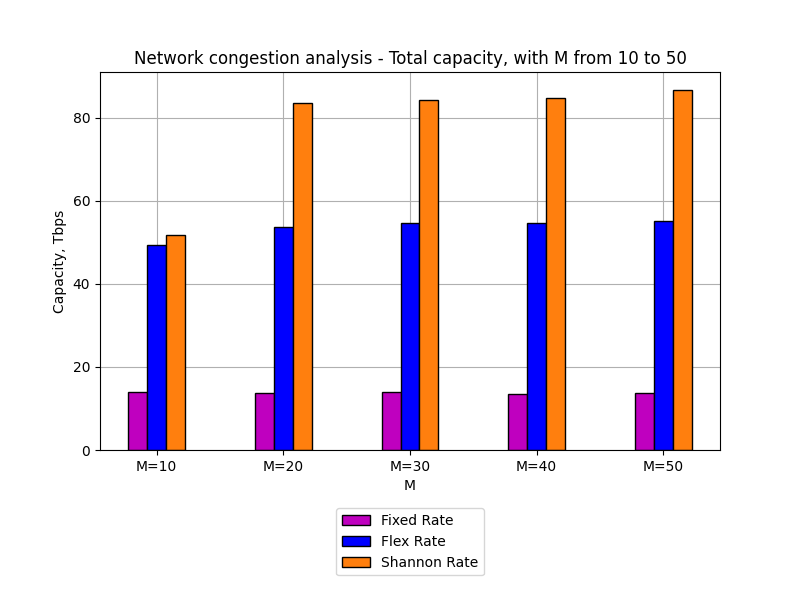 Network congestion analysis - Total capacity, with M from 10 to 50
Capacity, Tbps
80
60
40
20
0
M=10 M=20 M=30 M=40 M=50
M
Fixed Rate
Flex Rate
Shannon Rate